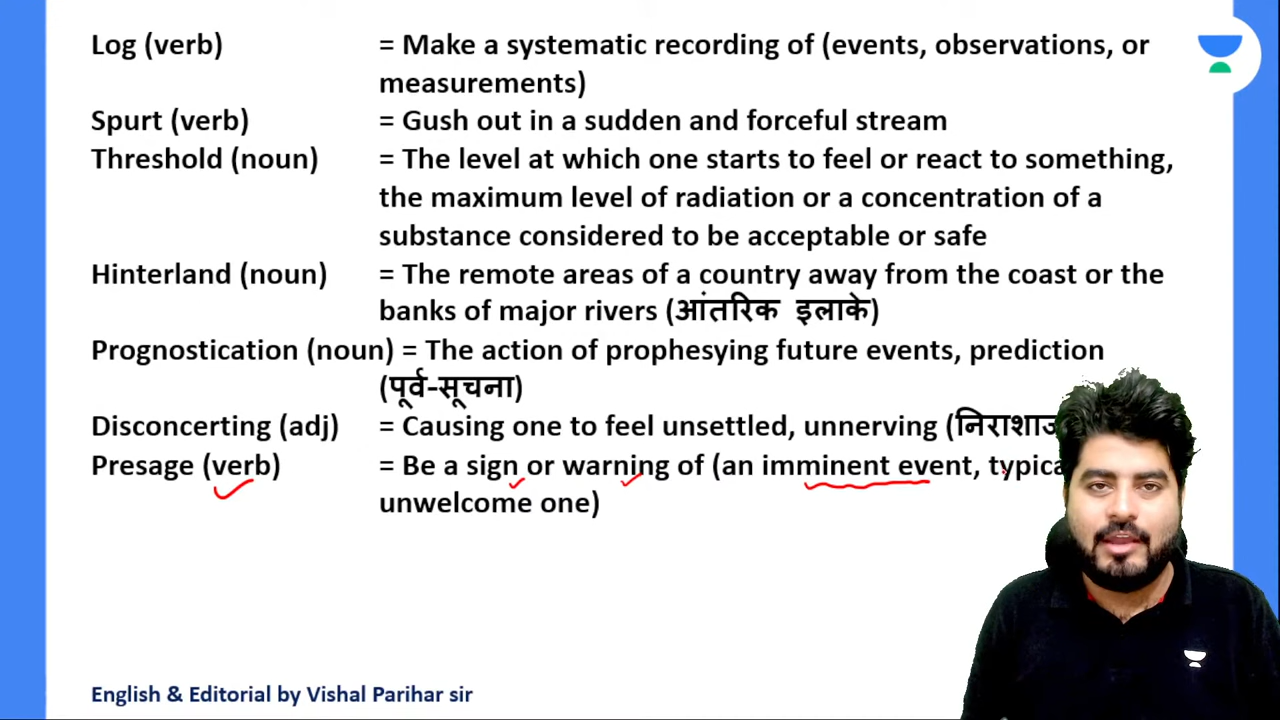 Log (verb) = Make a systematic recording of (events, observations, or
measurements)
Spurt (verb) = Gush out in a sudden and forceful stream
Threshold (noun) = The level at which one starts to feel or react to something,
the maximum level of radiation or a concentration of a
substance considered to be acceptable or safe
Hinterland (noun) = The remote areas of a country away from the coast or the
banks of major rivers (आंतरिक इलाके)
Prognostication (noun) = The action of prophesying future events, prediction
(पूर्व-सूचना)
Disconcerting (adj) = Causing one to feel unsettled, unnerving (
Presage (verb) = Be a sign or warning of (an imminent event,
unwelcome one)
English & Editorial by Vishal Parihar sir